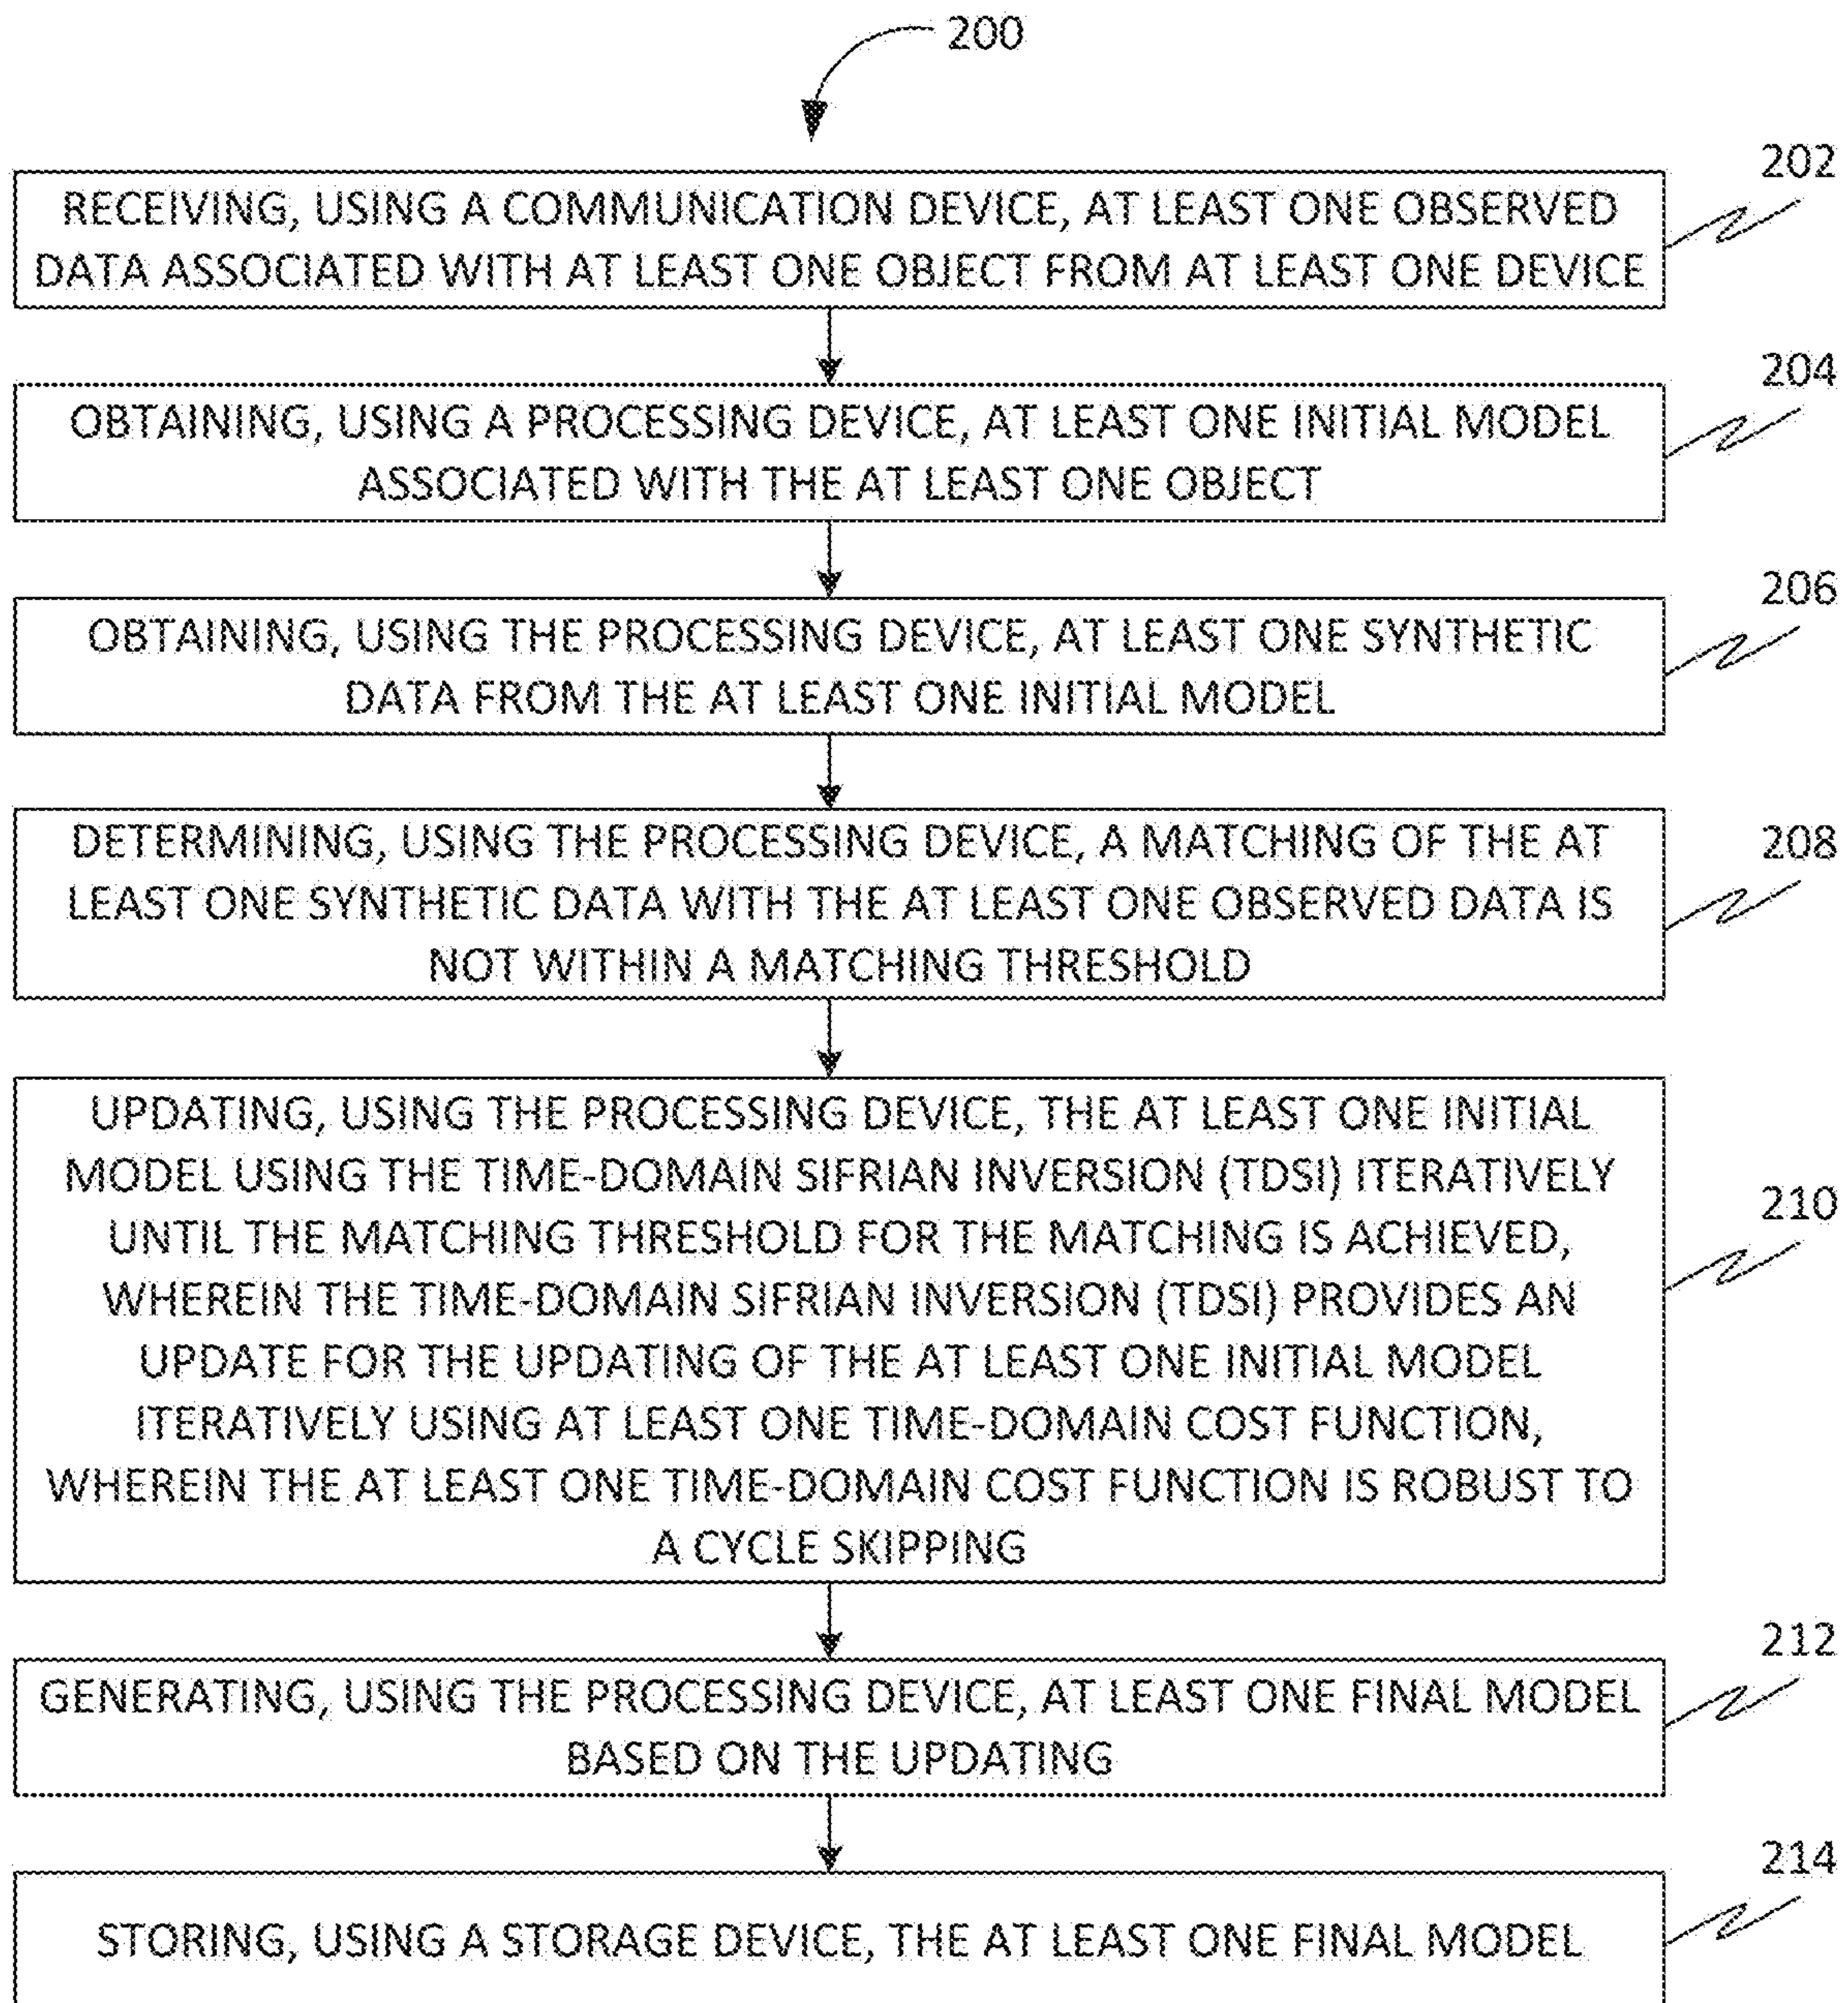 200
202
RECEIVING, USING A COMMUNICATION DEVICE, AT LEAST ONE OBSERVED
DATA ASSOCIATED WITH AT LEAST ONE OBJECT FROM AT LEAST ONE DEVICE
204
OBTAINING, USING A PROCESSING DEVICE, AT LEAST ONE INITIAL MODEL
ASSOCIATED WITH THE AT LEAST ONE OBJECT
206
OBTAINING, USING THE PROCESSING DEVICE, AT LEAST ONE SYNTHETIC
DATA FROM THE AT LEAST ONE INITIAL MODEL
208
DETERMINING, USING THE PROCESSING DEVICE, A MATCHING OF THE AT
LEAST ONE SYNTHETIC DATA WITH THE AT LEAST ONE OBSERVED DATA IS
NOT WITHIN A MATCHING THRESHOLD
210
UPDATING, USING THE PROCESSING DEVICE, THE AT LEAST ONE INITIAL
MODEL USING THE TIME-DOMAIN SIFRIAN INVERSION (TDSI) ITERATIVELY
UNTIL THE MATCHING THRESHOLD FOR THE MATCHING IS ACHIEVED,
WHEREIN THE TIME-DOMAIN SIFRIAN INVERSION (TDSI) PROVIDES AN
UPDATE FOR THE UPDATING OF THE AT LEAST ONE INITIAL MODEL
ITERATIVELY USING AT LEAST ONE TIME-DOMAIN COST FUNCTION,
WHEREIN THE AT LEAST ONE TIME-DOMAIN COST FUNCTION IS ROBUST TO
A CYCLE SKIPPING
212
GENERATING, USING THE PROCESSING DEVICE, AT LEAST ONE FINAL MODEL
BASED ON THE UPDATING
214
STORING, USING A STORAGE DEVICE, THE AT LEAST ONE FINAL MODEL